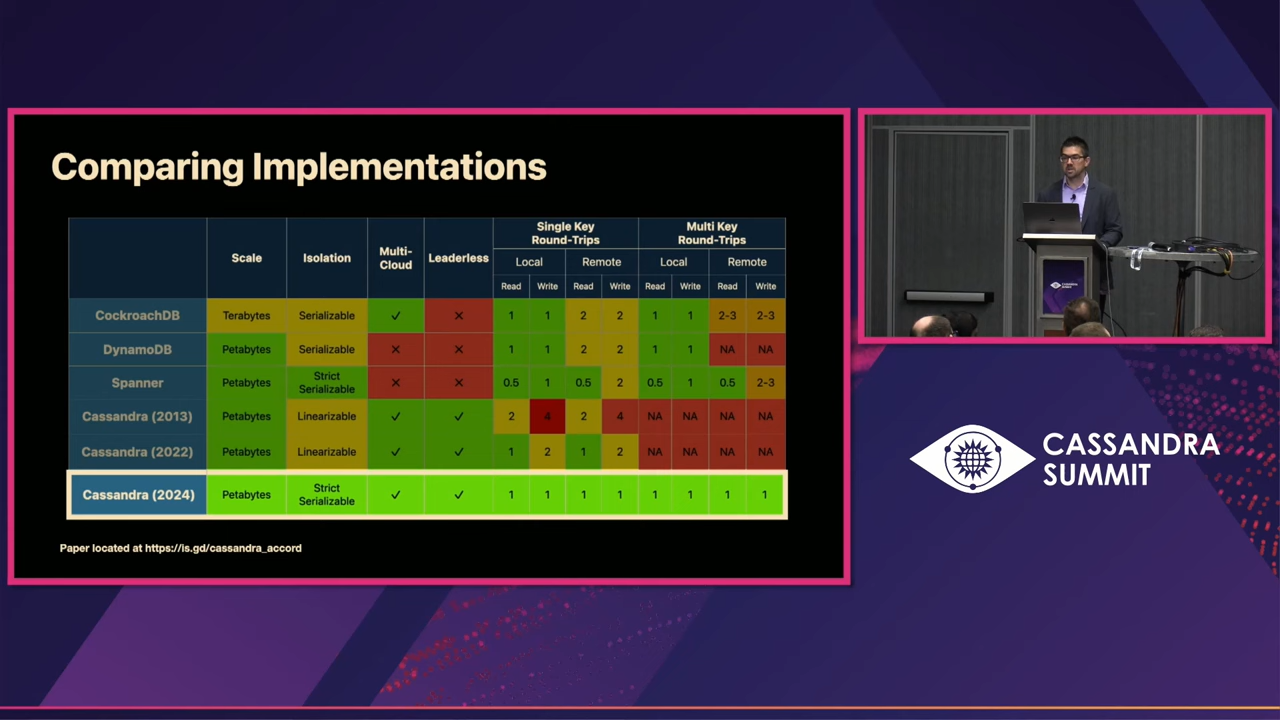 Comparing Implementations
Scale Isolation Multi-Cloud Leaderless Single Key Round-Trips Multi Key Round-Trips
Local Remote Local Remote
Read Write Read Write Read Write Read Write
CockroachDB Terabytes Serializable ✓ ✕ 1 1 2 2 1 1 2-3 2-3
DynamoDB Petabytes Serializable ✕ ✕ 1 1 2 2 1 1 NA NA
Spanner Petabytes Strict Serializable ✕ ✕ 0.5 1 0.5 2 0.5 1 0.5 2-3
Cassandra (2013) Petabytes Linearizable ✓ ✓ 2 4 2 4 NA NA NA NA
Cassandra (2022) Petabytes Linearizable ✓ ✓ 1 2 1 2 NA NA NA NA
Cassandra (2024) Petabytes Strict Serializable ✓ ✓ 1 1 1 1 1 1 1 1
Paper located at https://is.gd/cassandra_accord
CASSANDRA
SUMMIT